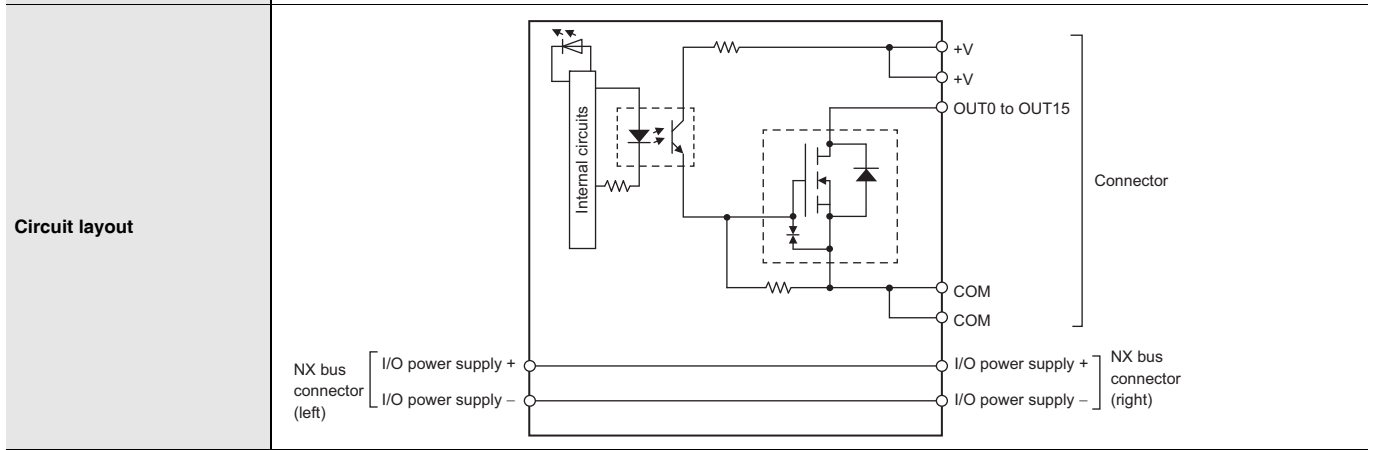 Circuit layout
Internal circuits
+V
+V
OUT0 to OUT15
Connector
COM
COM
NX bus
connector
(left)
I/O power supply +
I/O power supply –
I/O power supply +
I/O power supply –
NX bus
connector
(right)